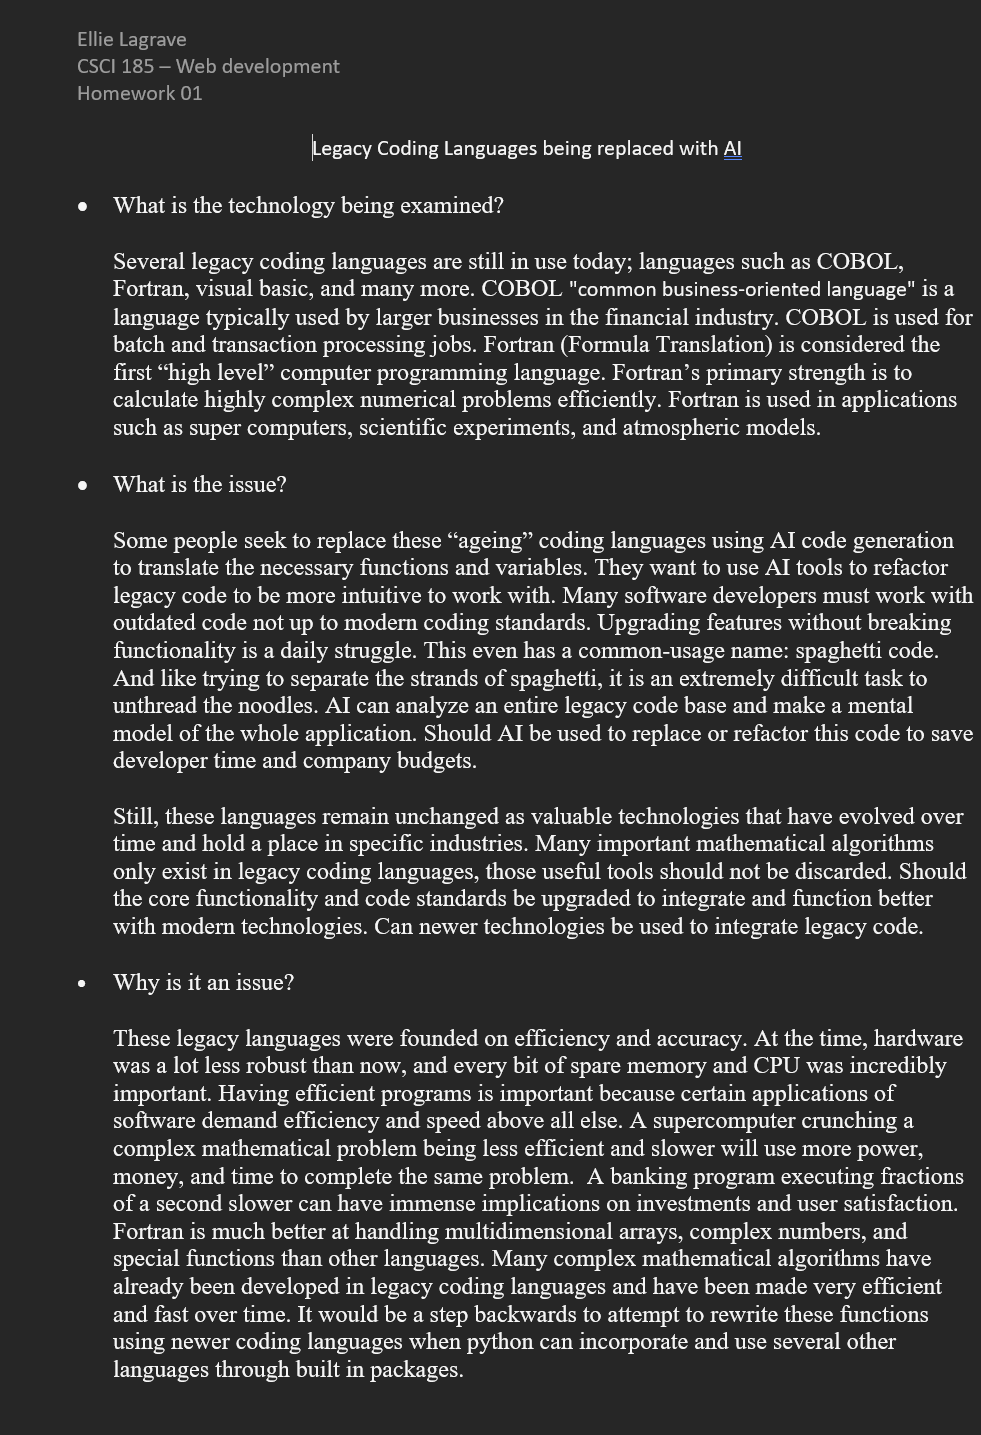 Ellie Lagrave
CSCI 185 – Web development
Homework 01
Legacy Coding Languages being replaced with AI
• What is the technology being examined?
Several legacy coding languages are still in use today; languages such as COBOL,
Fortran, visual basic, and many more. COBOL "common business-oriented language" is a
language typically used by larger businesses in the financial industry. COBOL is used for
batch and transaction processing jobs. Fortran (Formula Translation) is considered the
first “high level” computer programming language. Fortran’s primary strength is to
calculate highly complex numerical problems efficiently. Fortran is used in applications
such as super computers, scientific experiments, and atmospheric models.
• What is the issue?
Some people seek to replace these “ageing” coding languages using AI code generation
to translate the necessary functions and variables. They want to use AI tools to refactor
legacy code to be more intuitive to work with. Many software developers must work with
outdated code not up to modern coding standards. Upgrading features without breaking
functionality is a daily struggle. This even has a common-usage name: spaghetti code.
And like trying to separate the strands of spaghetti, it is an extremely difficult task to
unthread the noodles. AI can analyze an entire legacy code base and make a mental
model of the whole application. Should AI be used to replace or refactor this code to save
developer time and company budgets.
Still, these languages remain unchanged as valuable technologies that have evolved over
time and hold a place in specific industries. Many important mathematical algorithms
only exist in legacy coding languages, those useful tools should not be discarded. Should
the core functionality and code standards be upgraded to integrate and function better
with modern technologies. Can newer technologies be used to integrate legacy code.
• Why is it an issue?
These legacy languages were founded on efficiency and accuracy. At the time, hardware
was a lot less robust than now, and every bit of spare memory and CPU was incredibly
important. Having efficient programs is important because certain applications of
software demand efficiency and speed above all else. A supercomputer crunching a
complex mathematical problem being less efficient and slower will use more power,
money, and time to complete the same problem.  A banking program executing fractions
of a second slower can have immense implications on investments and user satisfaction.
Fortran is much better at handling multidimensional arrays, complex numbers, and
special functions than other languages. Many complex mathematical algorithms have
already been developed in legacy coding languages and have been made very efficient
and fast over time. It would be a step backwards to attempt to rewrite these functions
using newer coding languages when python can incorporate and use several other
languages through built in packages.